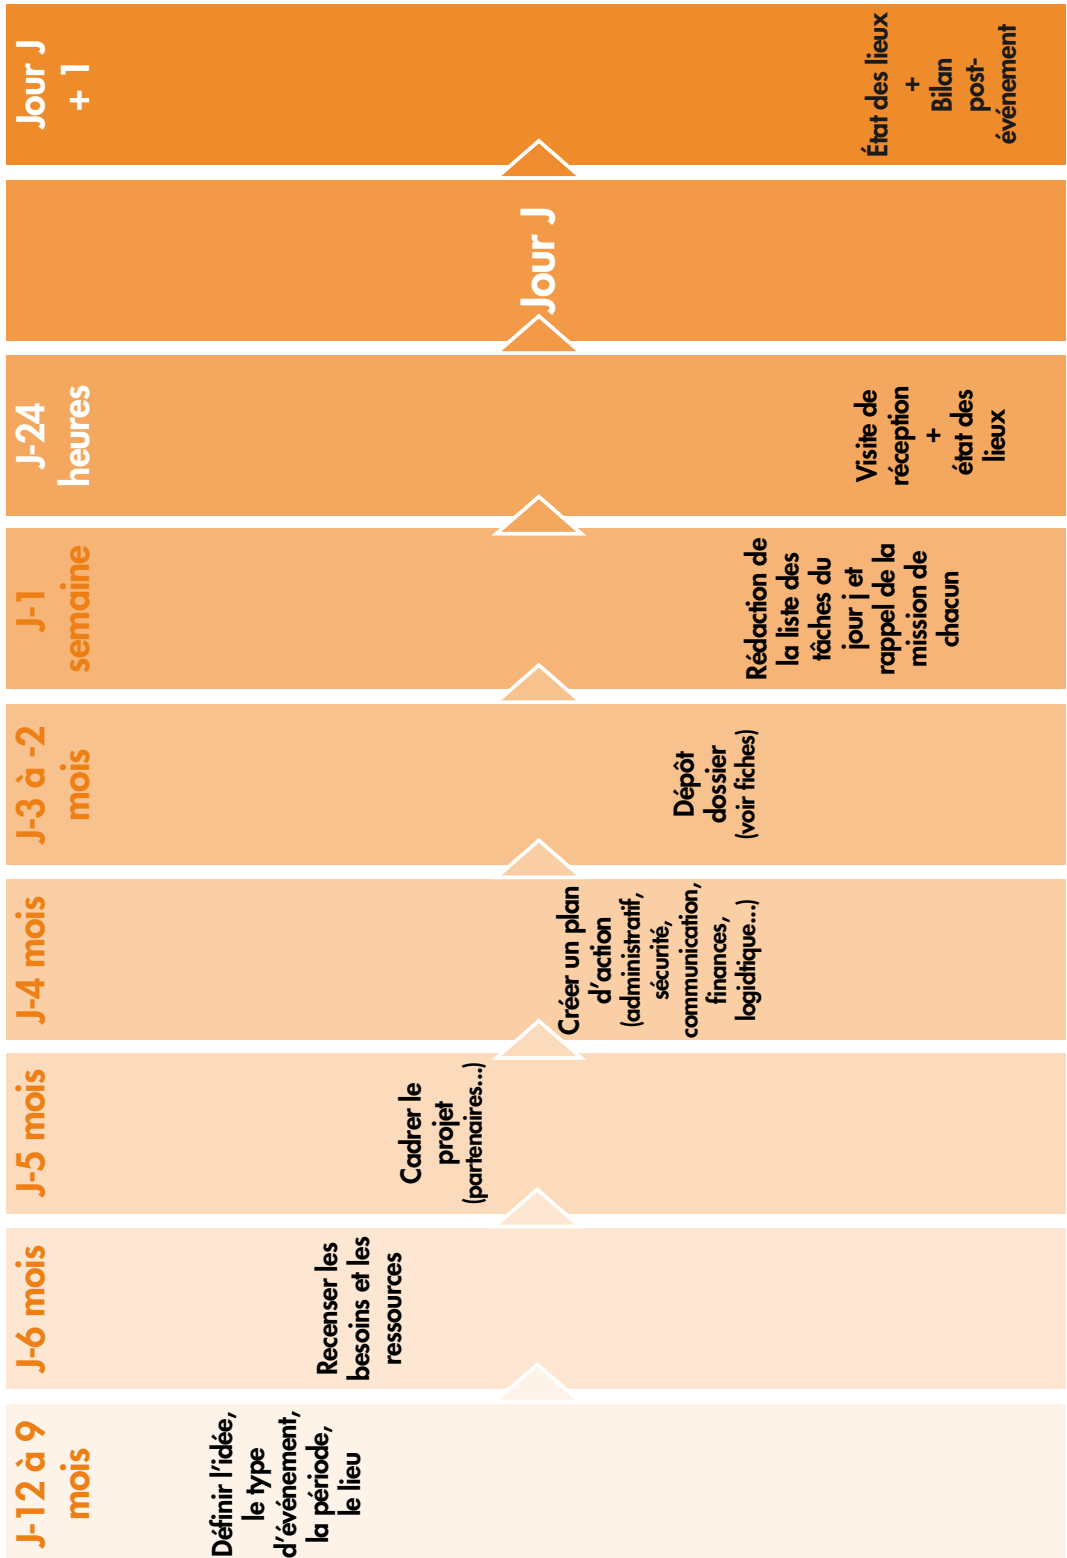 J-12 à 9
mois
Définir l'idée,
le type
d'événement,
la période,
le lieu
J-6 mois
Recenser les
besoins et les
ressources
J-5 mois
Cadrer le
projet
(partenaires...)
J-4 mois
Créer un plan
d'action
(administratif,
sécurité,
communication,
finances,
logidtique...)
J-3 à -2
mois
Dépôt
dossier
(voir fiches)
J-1
semaine
Rédaction de
la liste des
tâches du
jour j et
rappel de la
mission de
chacun
J-24
heures
Visite de
réception
+
état des
lieux
Jour J
Jour J
+ 1
État des lieux
+
Bilan
post-
événement